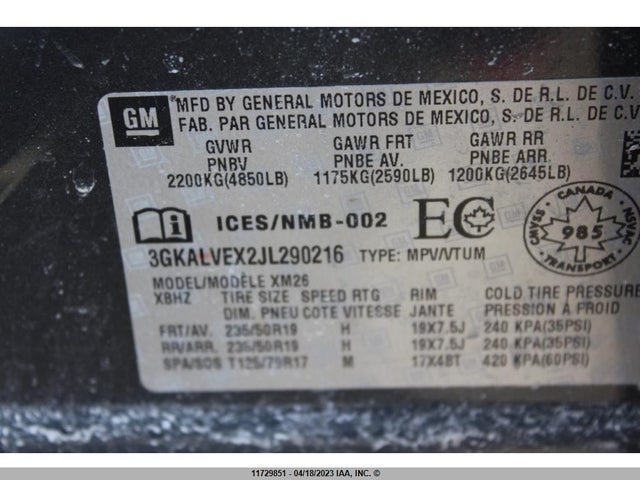 GM
MFD BY GENERAL MOTORS DE MEXICO, S. DE R.L. DE C.V.
FAB. PAR GENERAL MOTORS DE MEXICO, S. DE R.L. DE C.V
GVWR GAWR FRT GAWR RR
PNBV PNBE AV. PNBE ARR.
2200KG(4850LB) 1175KG(2590LB) 1200KG(2645LB)
ICES/NMB-002 EC
CANADA
CMVSS 985 NSVAC
TRANSPORT
3GKALVEX2JL290216 TYPE: MPV/VTUM
MODEL/MODÈLE XM26
XBHZ TIRE SIZE SPEED RTG RIM COLD TIRE PRESSURE
DIM. PNEU COTE VITESSE JANTE PRESSION À FROID
FRT/AV. 235/50R19 H 19X7.5J 240 KPA(35PSI)
RR/ARR. 235/50R19 H 19X7.5J 240 KPA(35PSI)
SPA/SOS T125/70R17 M 17X4BT 420 KPA(60PSI)
11729851 - 04/18/2023 IAA, INC. ©